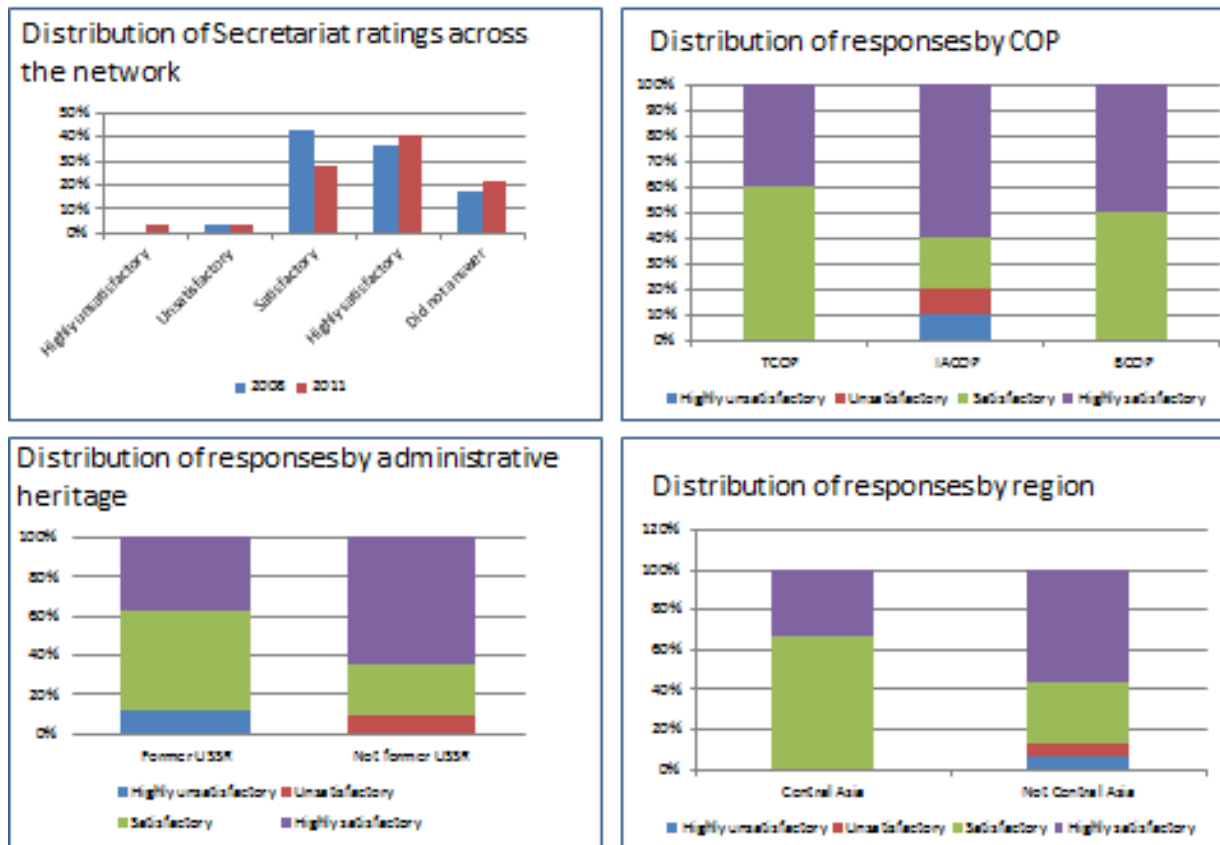 Distribution of Secretariat ratings across
the network
50%
40%
30%
20%
10%
0%
Highly unsatisfactory
Unsatisfactory
Satisfactory
Highly satisfactory
Did not answer
2008 2011
Distribution of responses by COP
100%
90%
80%
70%
60%
50%
40%
30%
20%
10%
0%
TCOP IACOP BCOP
Highly unsatisfactory Unsatisfactory Satisfactory Highly satisfactory
Distribution of responses by administrative
heritage
100%
80%
60%
40%
20%
0%
Former USSR Not former USSR
Highly unsatisfactory Unsatisfactory
Satisfactory Highly satisfactory
Distribution of responses by region
120%
100%
80%
60%
40%
20%
0%
Central Asia Not Central Asia
Highly unsatisfactory Unsatisfactory Satisfactory Highly satisfactory